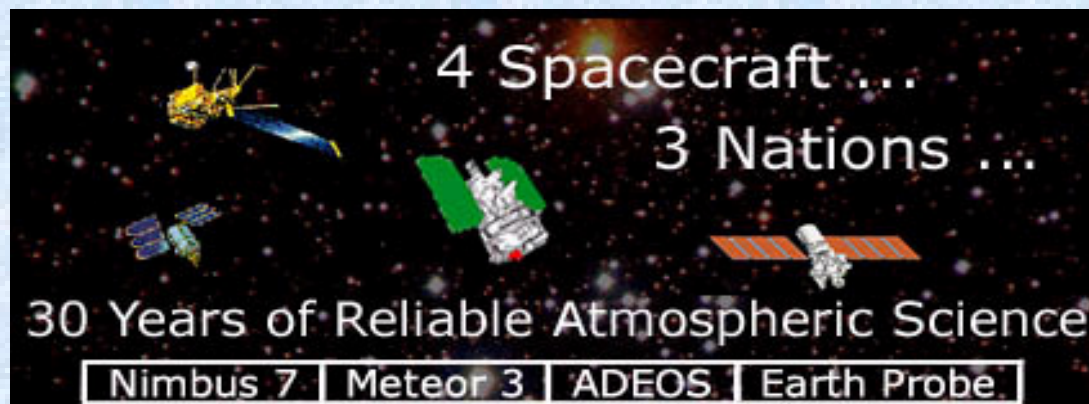 4 Spacecraft ...
3 Nations ...
30 Years of Reliable Atmospheric Science
Nimbus 7 Meteor 3 ADEOS Earth Probe